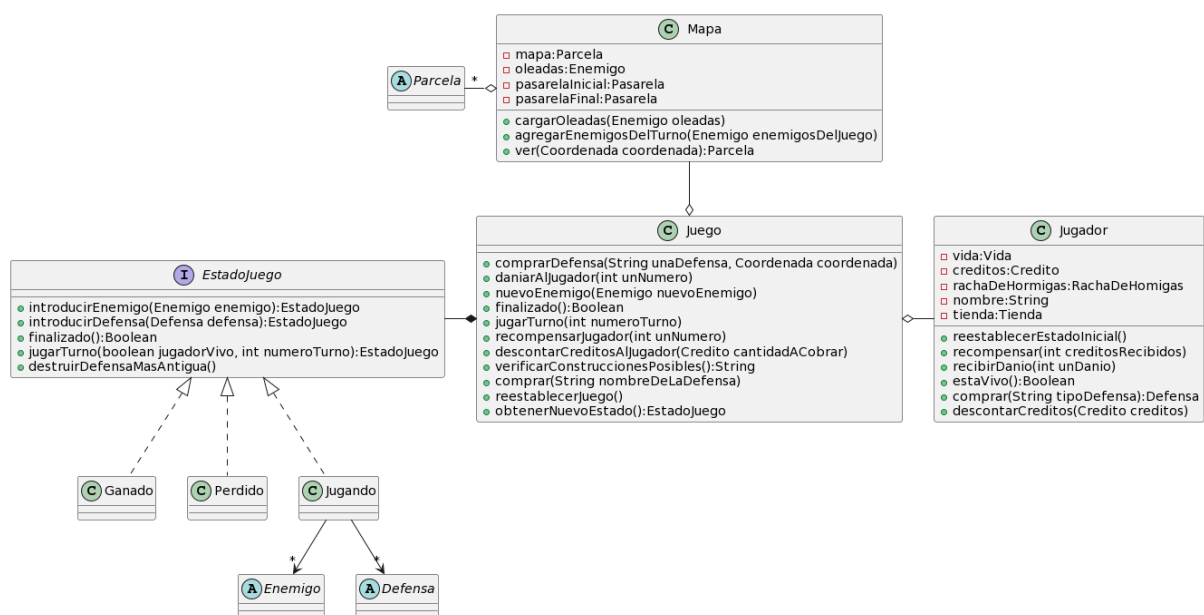 C Mapa
mapa:Parcela
oleadas:Enemigo
pasarelaInicial:Pasarela
pasarelaFinal:Pasarela
cargarOleadas(Enemigo oleadas)
agregarEnemigosDelTurno(Enemigo enemigosDelJuego)
ver(Coordenada coordenada):Parcela
A Parcela
*
C Juego
comprarDefensa(String unaDefensa, Coordenada coordenada)
daniarAlJugador(int unNumero)
nuevoEnemigo(Enemigo nuevoEnemigo)
finalizado():Boolean
jugarTurno(int numeroTurno)
recompensarJugador(int unNumero)
descontarCreditosAlJugador(Credito cantidadACobrar)
verificarConstruccionesPosibles():String
comprar(String nombreDeLaDefensa)
reestablecerJuego()
obtenerNuevoEstado():EstadoJuego
C Jugador
vida:Vida
creditos:Credito
rachaDeHormigas:RachaDeHomigas
nombre:String
tienda:Tienda
reestablecerEstadoInicial()
recompensar(int creditosRecibidos)
recibirDanio(int unDanio)
estaVivo():Boolean
comprar(String tipoDefensa):Defensa
descontarCreditos(Credito creditos)
I EstadoJuego
introducirEnemigo(Enemigo enemigo):EstadoJuego
introducirDefensa(Defensa defensa):EstadoJuego
finalizado():Boolean
jugarTurno(boolean jugadorVivo, int numeroTurno):EstadoJuego
destruirDefensaMasAntigua()
C Ganado
C Perdido
C Jugando
*
*
A Enemigo
A Defensa